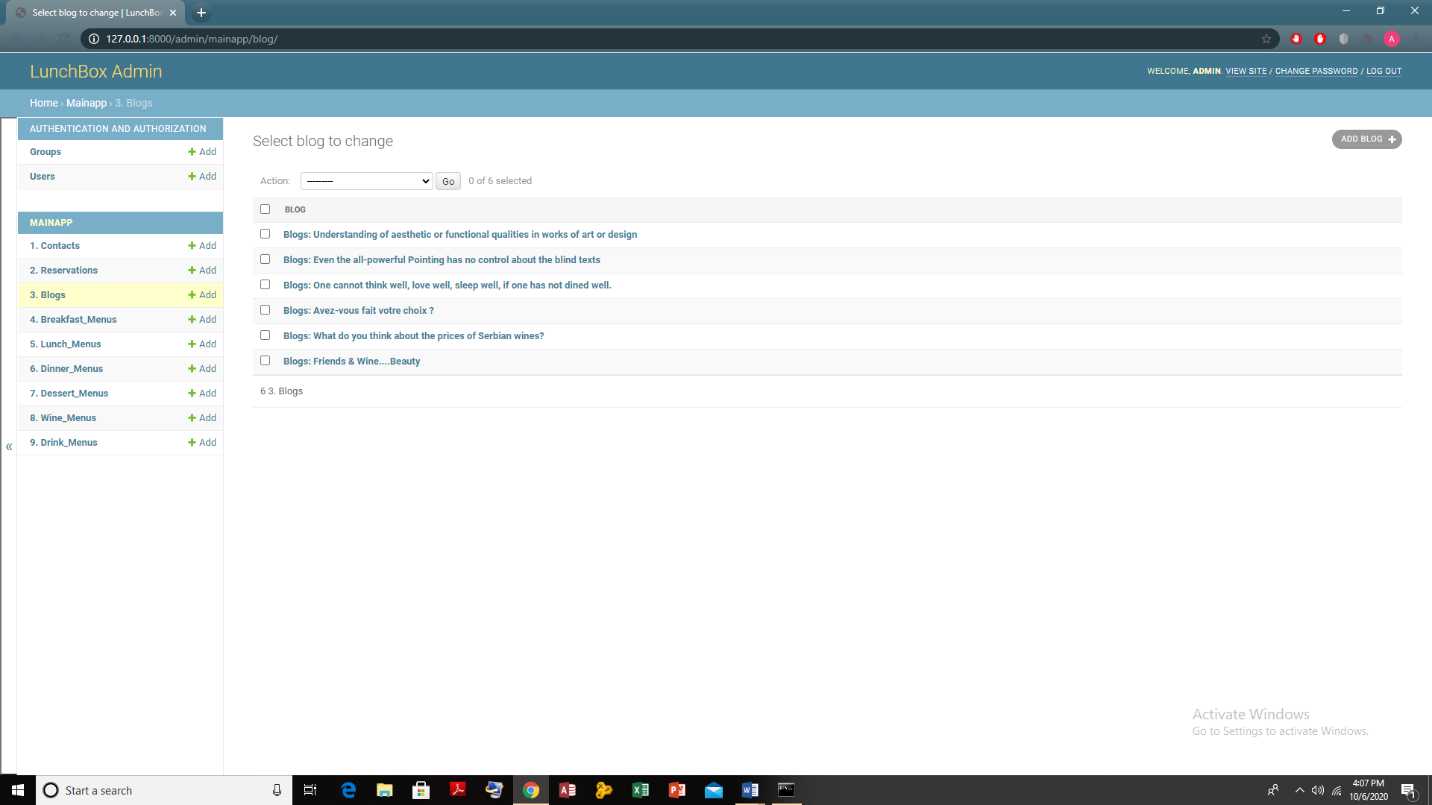 Select blog to change | LunchBo
127.0.0.1:8000/admin/mainapp/blog/
A
LunchBox Admin
WELCOME, ADMIN. VIEW SITE / CHANGE PASSWORD / LOG OUT
Home › Mainapp › 3. Blogs
AUTHENTICATION AND AUTHORIZATION
Groups + Add
Users + Add
MAINAPP
1. Contacts + Add
2. Reservations + Add
3. Blogs + Add
4. Breakfast_Menus + Add
5. Lunch_Menus + Add
6. Dinner_Menus + Add
7. Dessert_Menus + Add
8. Wine_Menus + Add
9. Drink_Menus + Add
«
Select blog to change
ADD BLOG +
Action: --------- Go 0 of 6 selected
BLOG
Blogs: Understanding of aesthetic or functional qualities in works of art or design
Blogs: Even the all-powerful Pointing has no control about the blind texts
Blogs: One cannot think well, love well, sleep well, if one has not dined well.
Blogs: Avez-vous fait votre choix ?
Blogs: What do you think about the prices of Serbian wines?
Blogs: Friends & Wine....Beauty
6 3. Blogs
Activate Windows
Go to Settings to activate Windows.
Start a search
4:07 PM
10/6/2020
1